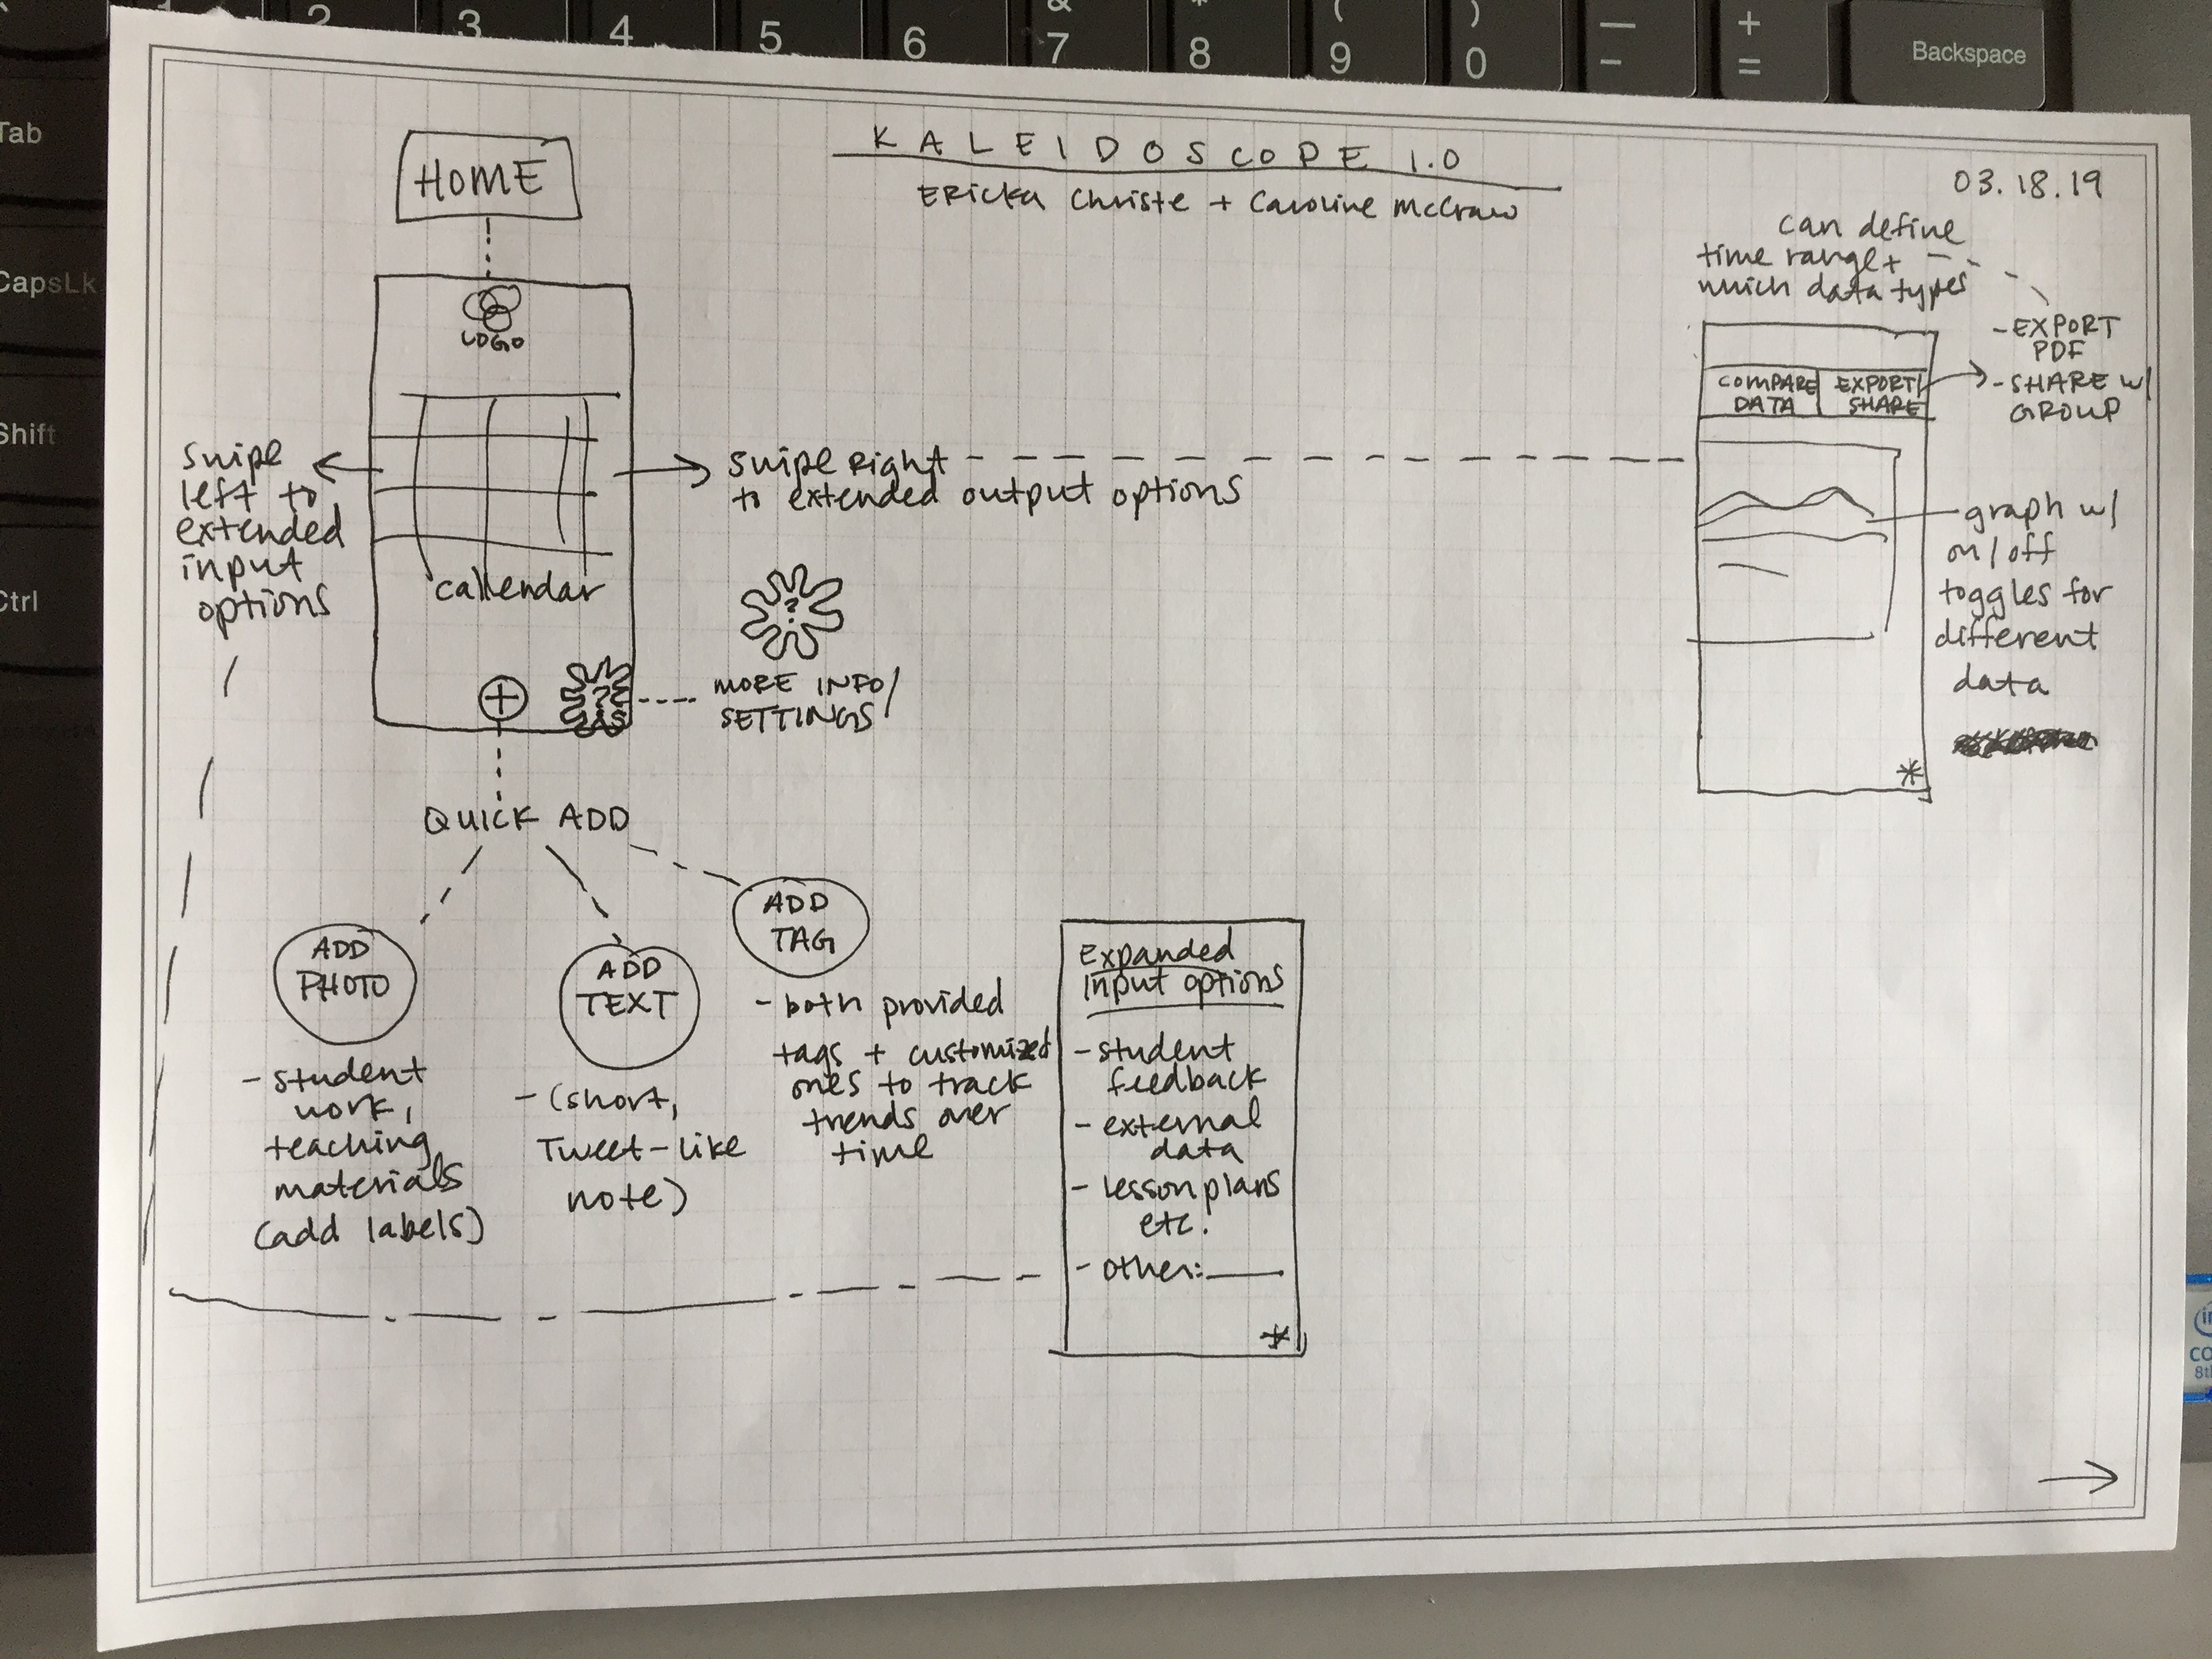 1 2 3 4 5 6 & 7 * 8 ( 9 ) 0 — - + = Backspace
Tab
CapsLk
Shift
Ctrl
KALEIDOSCOPE 1.0
Ericka Christe + Caroline McCraw
03.18.19
HOME
LOGO
callendar
swipe
left to
extended
input
options
swipe right
to extended output options
?
?
MORE INFO/
SETTINGS
can define
time range +
which data types
- EXPORT
PDF
- SHARE w/
GROUP
COMPARE
DATA
EXPORT/
SHARE
graph w/
on/off
toggles for
different
data
*
QUICK ADD
ADD
PHOTO
- student
work,
teaching
materials
(add labels)
ADD
TEXT
- (short,
Tweet-like
note)
ADD
TAG
- both provided
tags + customized
ones to track
trends over
time
Expanded
input options
- student
feedback
- external
data
- lesson plans
etc.
- other:____
*